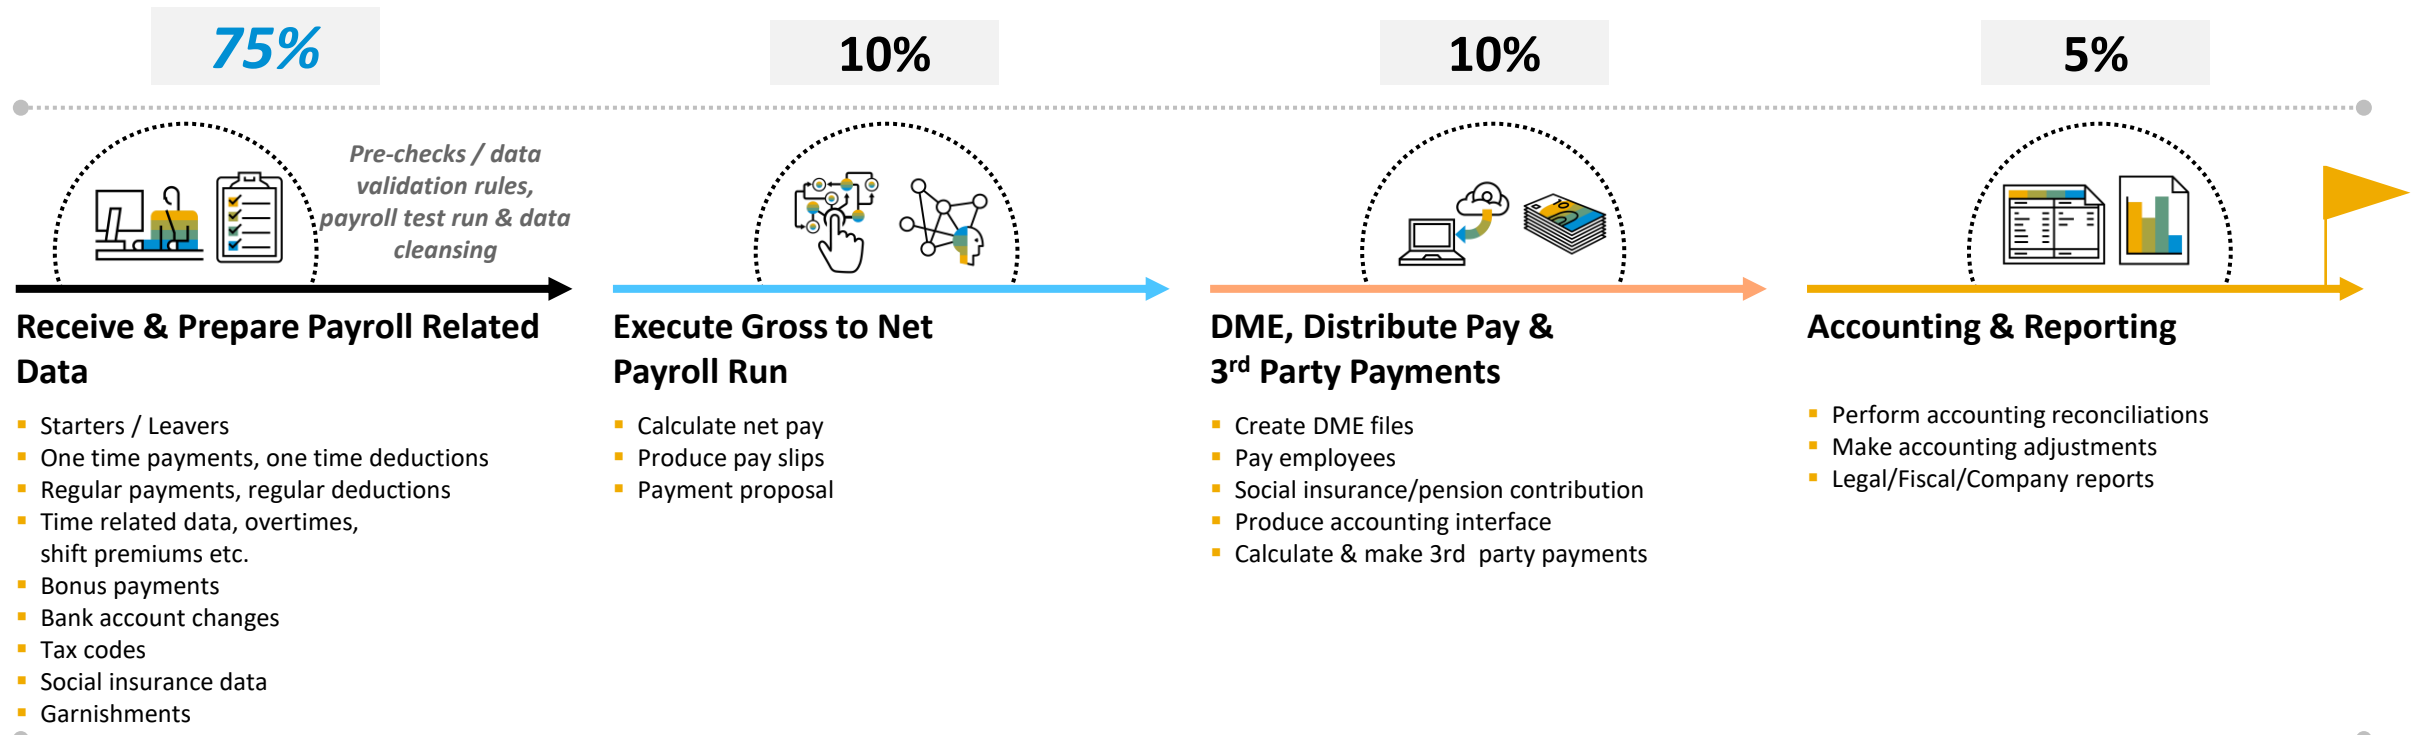 75%
10%
10%
5%
Pre-checks / data
validation rules,
payroll test run & data
cleansing
Receive & Prepare Payroll Related
Data
Starters / Leavers
One time payments, one time deductions
Regular payments, regular deductions
Time related data, overtimes,
shift premiums etc.
Bonus payments
Bank account changes
Tax codes
Social insurance data
Garnishments
Execute Gross to Net
Payroll Run
Calculate net pay
Produce pay slips
Payment proposal
DME, Distribute Pay &
3rd Party Payments
Create DME files
Pay employees
Social insurance/pension contribution
Produce accounting interface
Calculate & make 3rd  party payments
Accounting & Reporting
Perform accounting reconciliations
Make accounting adjustments
Legal/Fiscal/Company reports
10